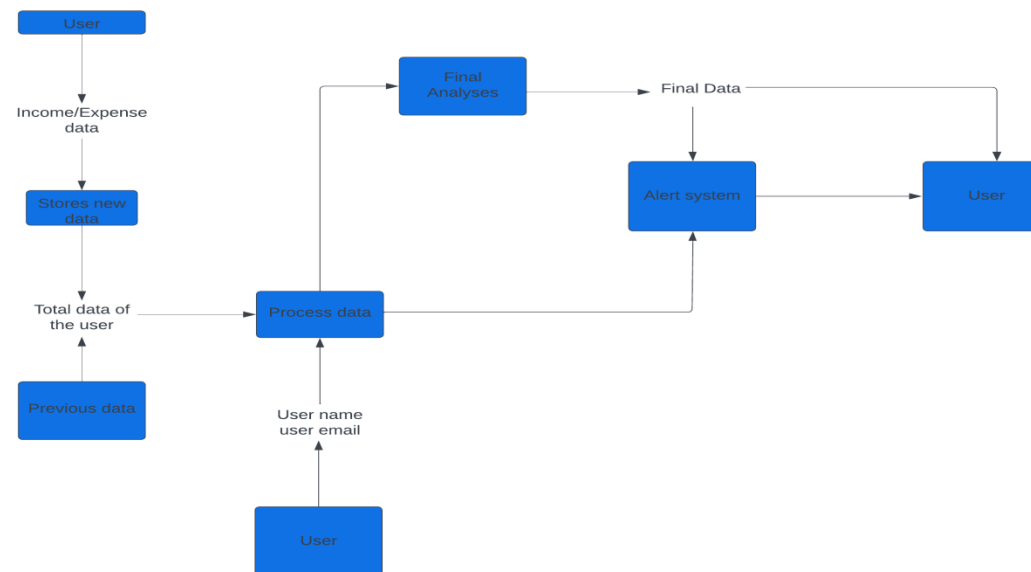 User
Income/Expense
data
Stores new
data
Total data of
the user
Previous data
Process data
User name
user email
User
Final
Analyses
Final Data
Alert system
User